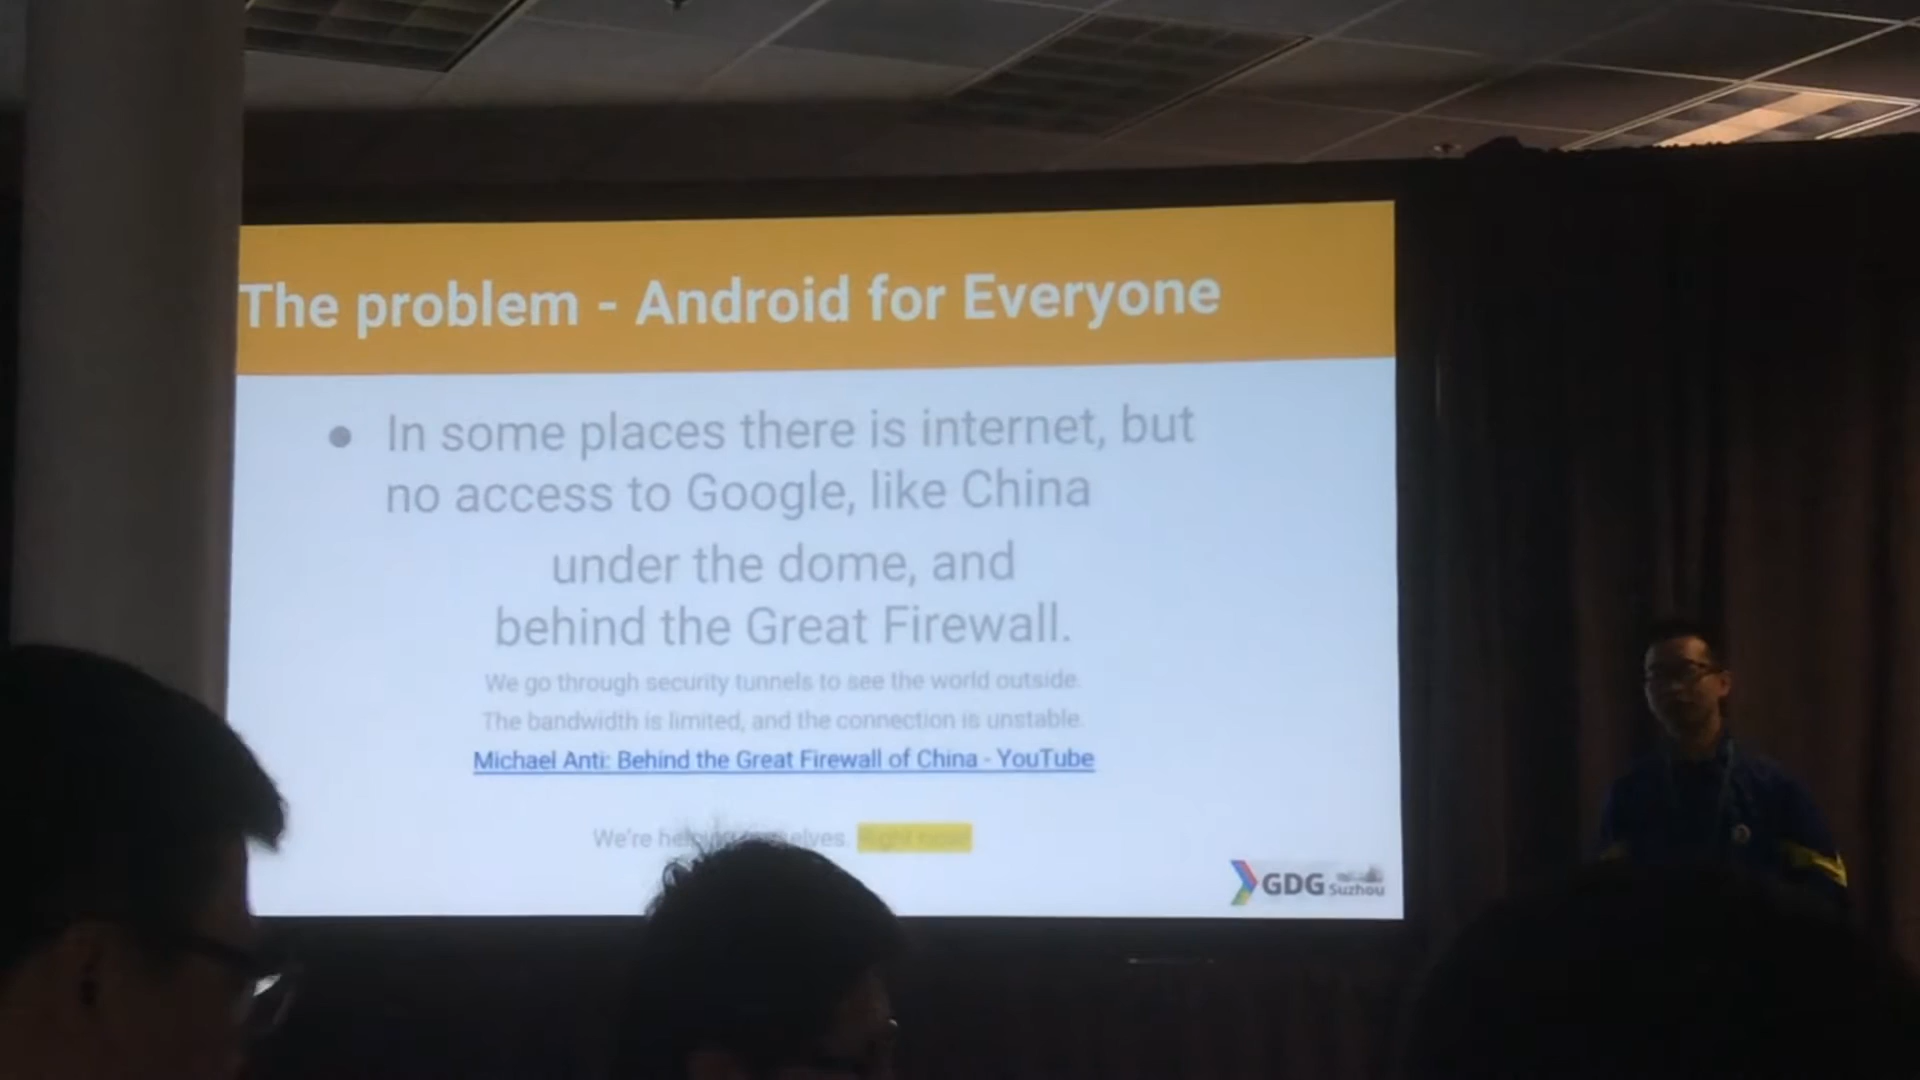 The problem - Android for Everyone
● In some places there is internet, but
no access to Google, like China
under the dome, and
behind the Great Firewall.
We go through security tunnels to see the world outside.
The bandwidth is limited, and the connection is unstable.
Michael Anti: Behind the Great Firewall of China - YouTube
We're
GDG Suzhou